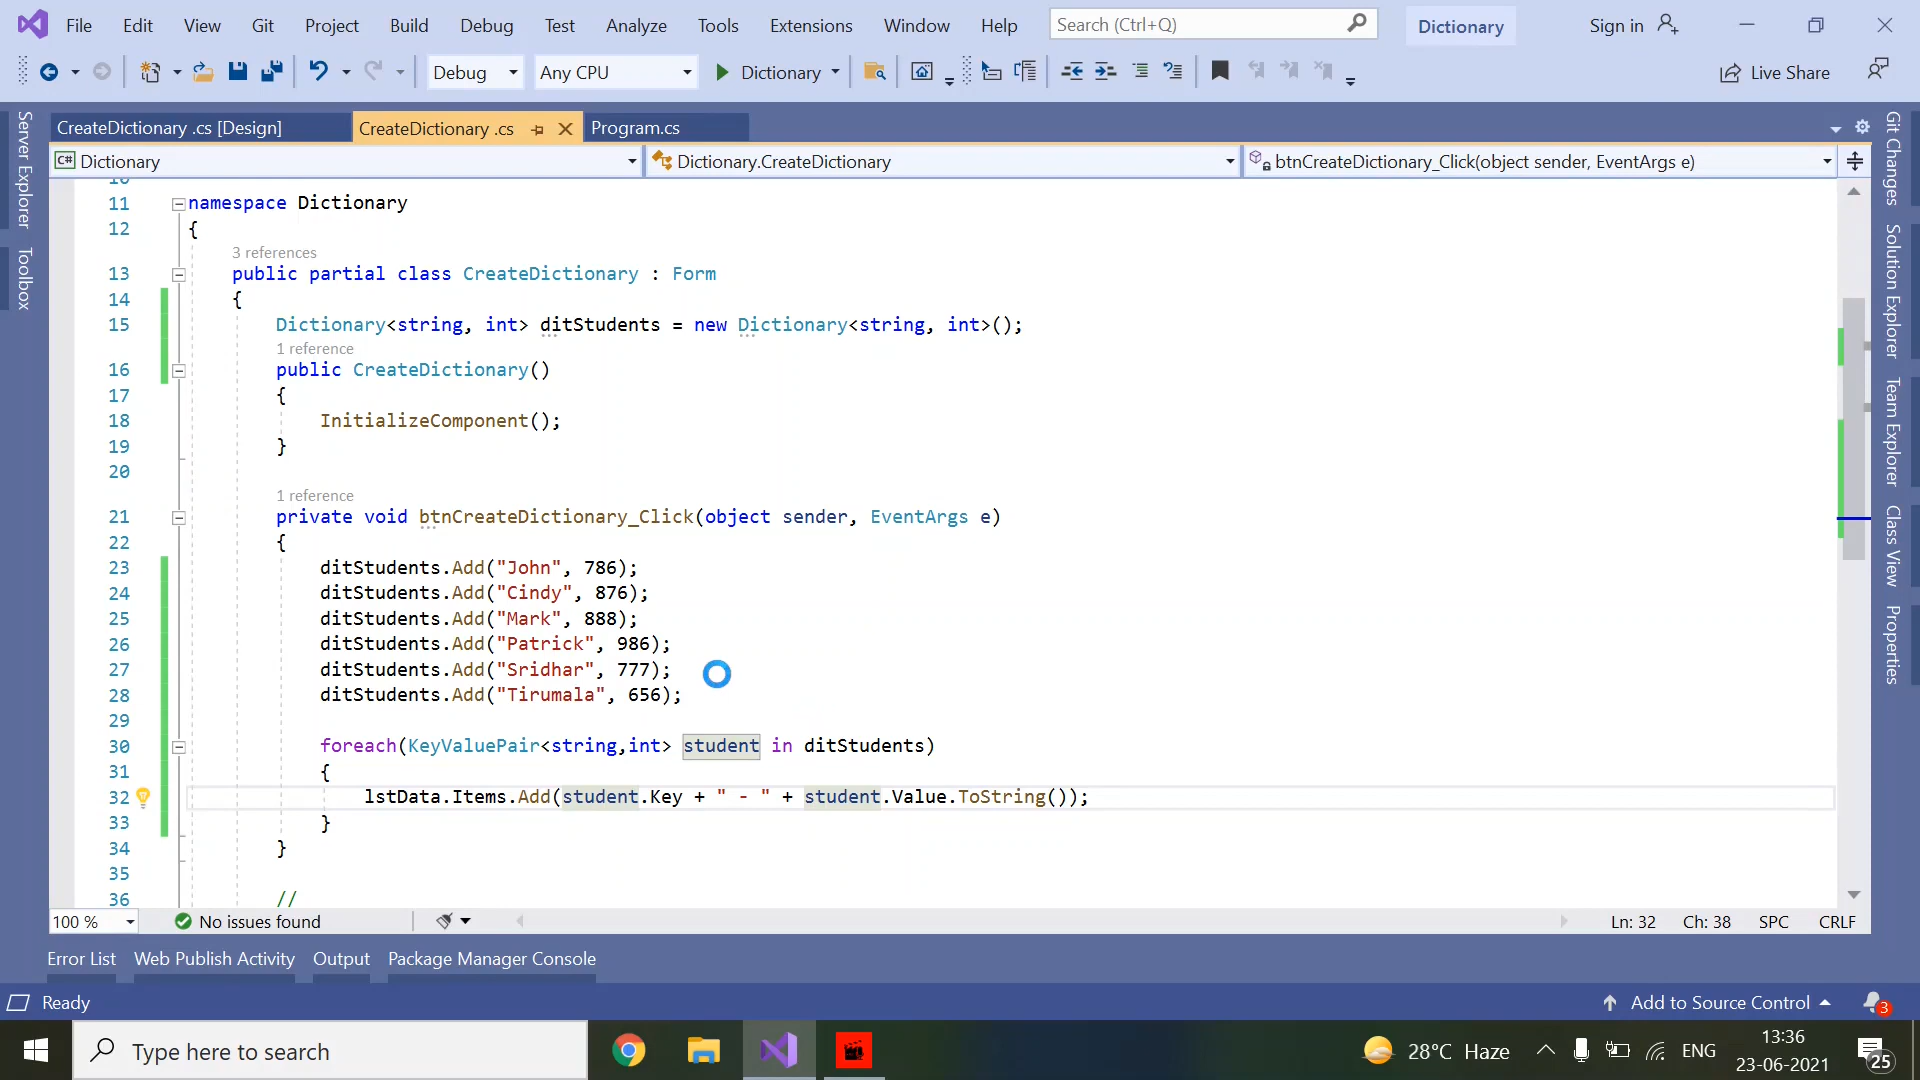 File Edit View Git Project Build Debug Test Analyze Tools Extensions Window Help Search (Ctrl+Q) Dictionary Sign in
Debug Any CPU Dictionary Live Share
CreateDictionary .cs [Design] CreateDictionary .cs Program.cs
C# Dictionary Dictionary.CreateDictionary btnCreateDictionary_Click(object sender, EventArgs e)
Server Explorer
Toolbox
Git Changes
Solution Explorer
Team Explorer
Class View
Properties
10
11 namespace Dictionary
12 {
3 references
13 public partial class CreateDictionary : Form
14 {
15 Dictionary<string, int> ditStudents = new Dictionary<string, int>();
1 reference
16 public CreateDictionary()
17 {
18 InitializeComponent();
19 }
20
1 reference
21 private void btnCreateDictionary_Click(object sender, EventArgs e)
22 {
23 ditStudents.Add("John", 786);
24 ditStudents.Add("Cindy", 876);
25 ditStudents.Add("Mark", 888);
26 ditStudents.Add("Patrick", 986);
27 ditStudents.Add("Sridhar", 777);
28 ditStudents.Add("Tirumala", 656);
29
30 foreach(KeyValuePair<string,int> student in ditStudents)
31 {
32 lstData.Items.Add(student.Key + " - " + student.Value.ToString());
33 }
34 }
35
36 //
100 % No issues found Ln: 32 Ch: 38 SPC CRLF
Error List Web Publish Activity Output Package Manager Console
Ready Add to Source Control 3
Type here to search 28°C Haze ENG 13:36
23-06-2021 25